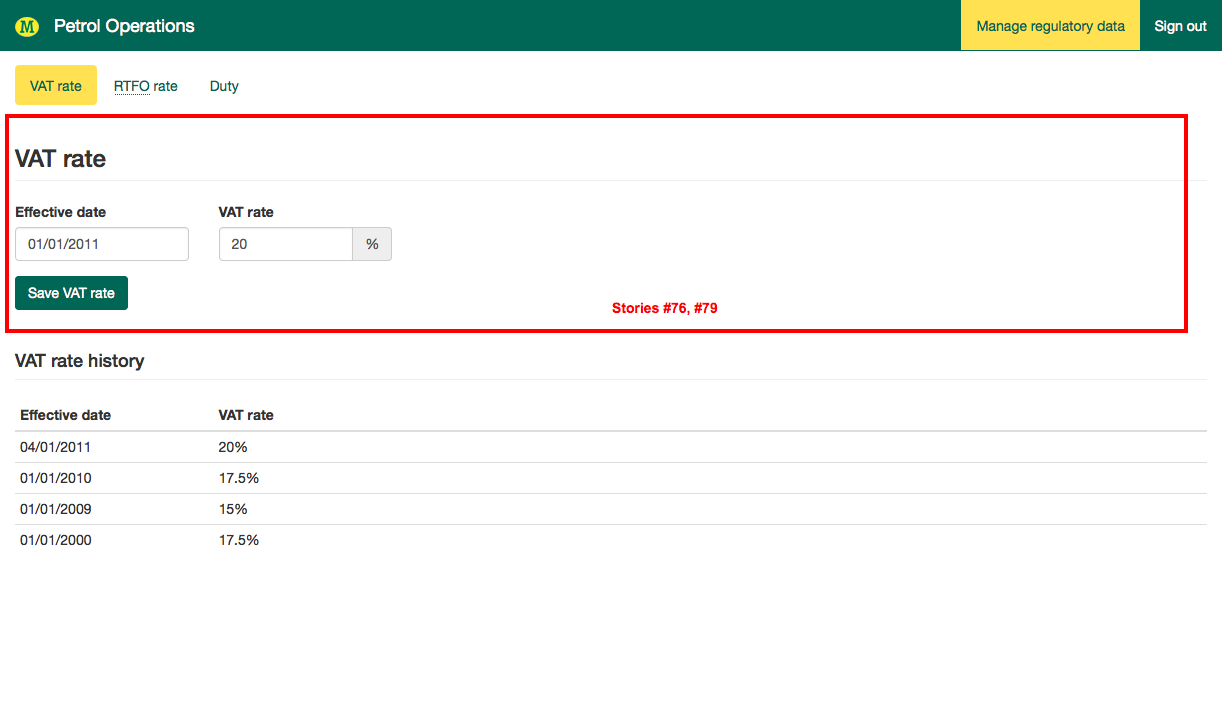 M Petrol Operations Manage regulatory data Sign out
VAT rate RTFO rate Duty
VAT rate
Effective date VAT rate
01/01/2011 20 %
Save VAT rate
Stories #76, #79
VAT rate history
Effective date VAT rate
04/01/2011 20%
01/01/2010 17.5%
01/01/2009 15%
01/01/2000 17.5%